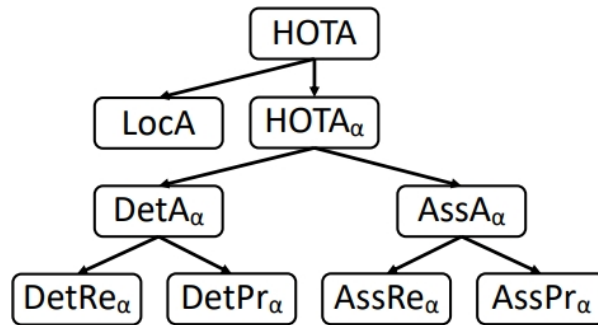 HOTA
LocA
HOTAα
DetAα
AssAα
DetReα
DetPrα
AssReα
AssPrα